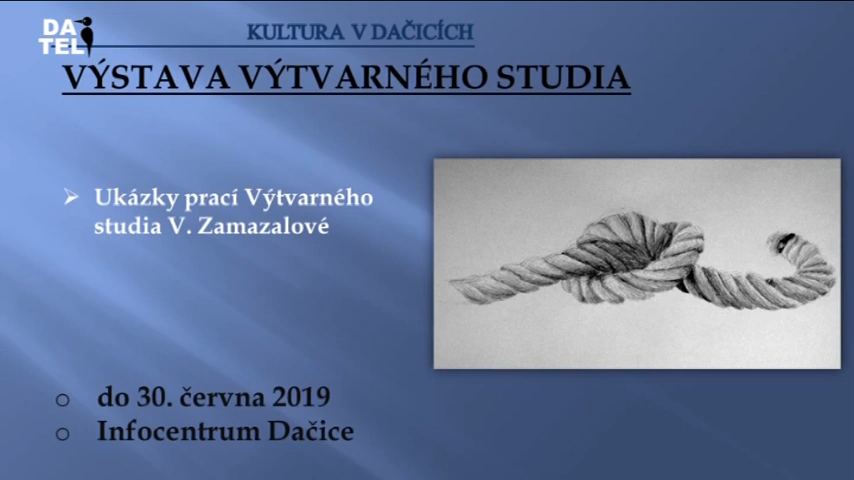 DA
TEL
KULTURA V DAČICÍCH
VÝSTAVA VÝTVARNÉHO STUDIA
Ukázky prací Výtvarného
studia V. Zamazalové
do 30. června 2019
Infocentrum Dačice